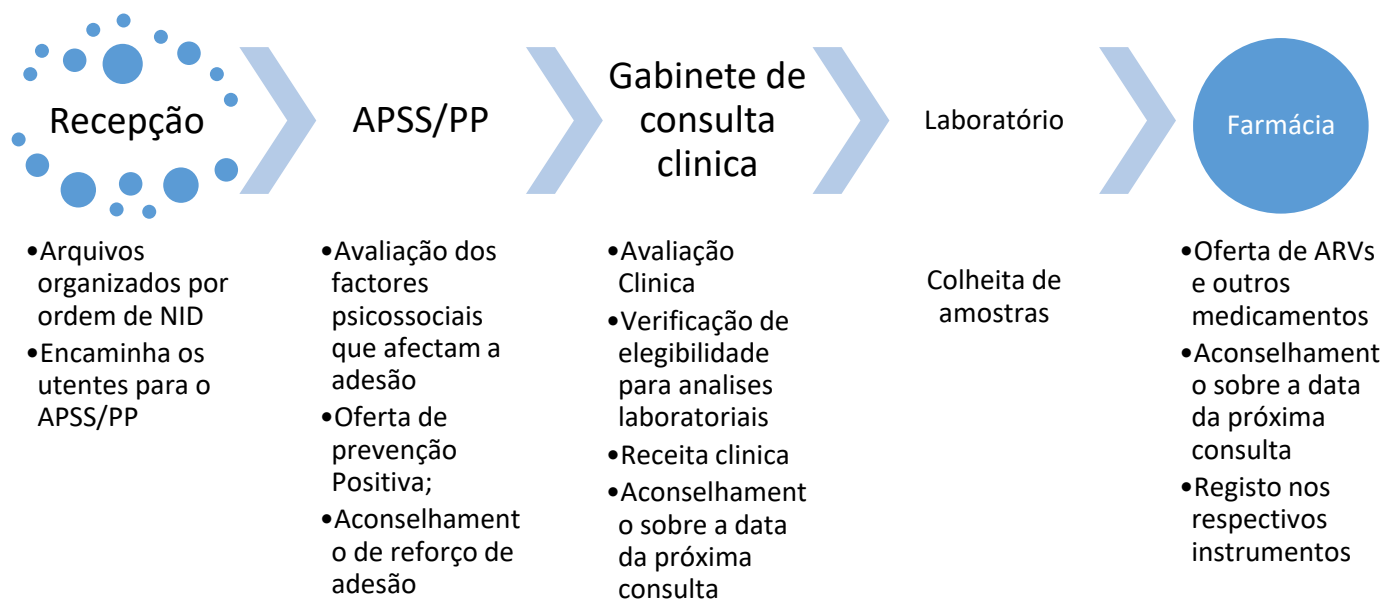 Recepção
•Arquivos
organizados por
ordem de NID
•Encaminha os
utentes para o
APSS/PP
APSS/PP
•Avaliação dos
factores
psicossociais
que afectam a
adesão
•Oferta de
prevenção
Positiva;
•Aconselhament
o de reforço de
adesão
Gabinete de
consulta
clinica
•Avaliação
Clinica
•Verificação de
elegibilidade
para analises
laboratoriais
•Receita clinica
•Aconselhament
o sobre a data
da próxima
consulta
Laboratório
Colheita de
amostras
Farmácia
•Oferta de ARVs
e outros
medicamentos
•Aconselhament
o sobre a data
da próxima
consulta
•Registo nos
respectivos
instrumentos